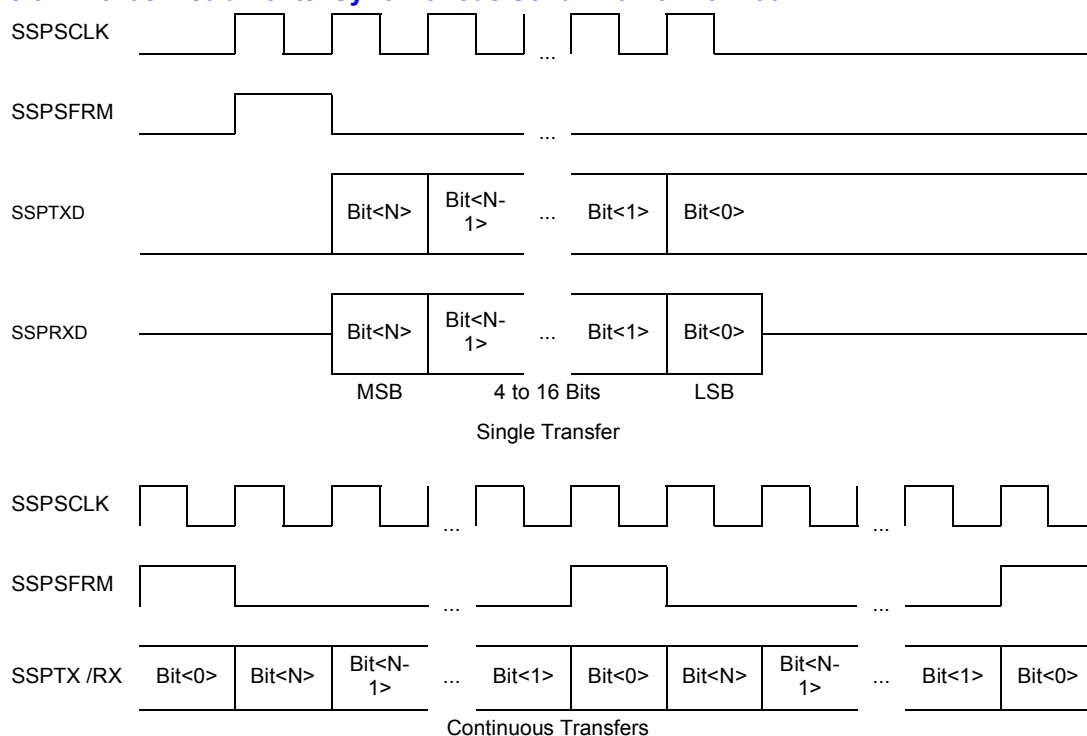 SSPSCLK
...
SSPSFRM
...
SSPTXD Bit<N> Bit<N- ... Bit<1> Bit<0>
1>
SSPRXD Bit<N> Bit<N- ... Bit<1> Bit<0>
1>
MSB 4 to 16 Bits LSB
Single Transfer
SSPSCLK
... ...
SSPSFRM
... ...
SSPTX /RX Bit<0> Bit<N> Bit<N- ... Bit<1> Bit<0> Bit<N> Bit<N- ... Bit<1> Bit<0>
1> 1>
Continuous Transfers